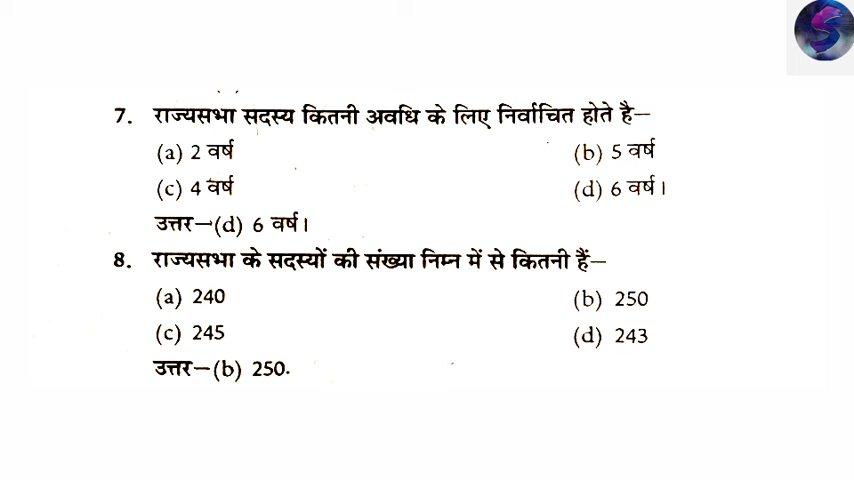 7. राज्यसभा सदस्य कितनी अवधि के लिए निर्वाचित होते है–
(a) 2 वर्ष (b) 5 वर्ष
(c) 4 वर्ष (d) 6 वर्ष।
उत्तर–(d) 6 वर्ष।
8. राज्यसभा के सदस्यों की संख्या निम्न में से कितनी हैं–
(a) 240 (b) 250
(c) 245 (d) 243
उत्तर–(b) 250.